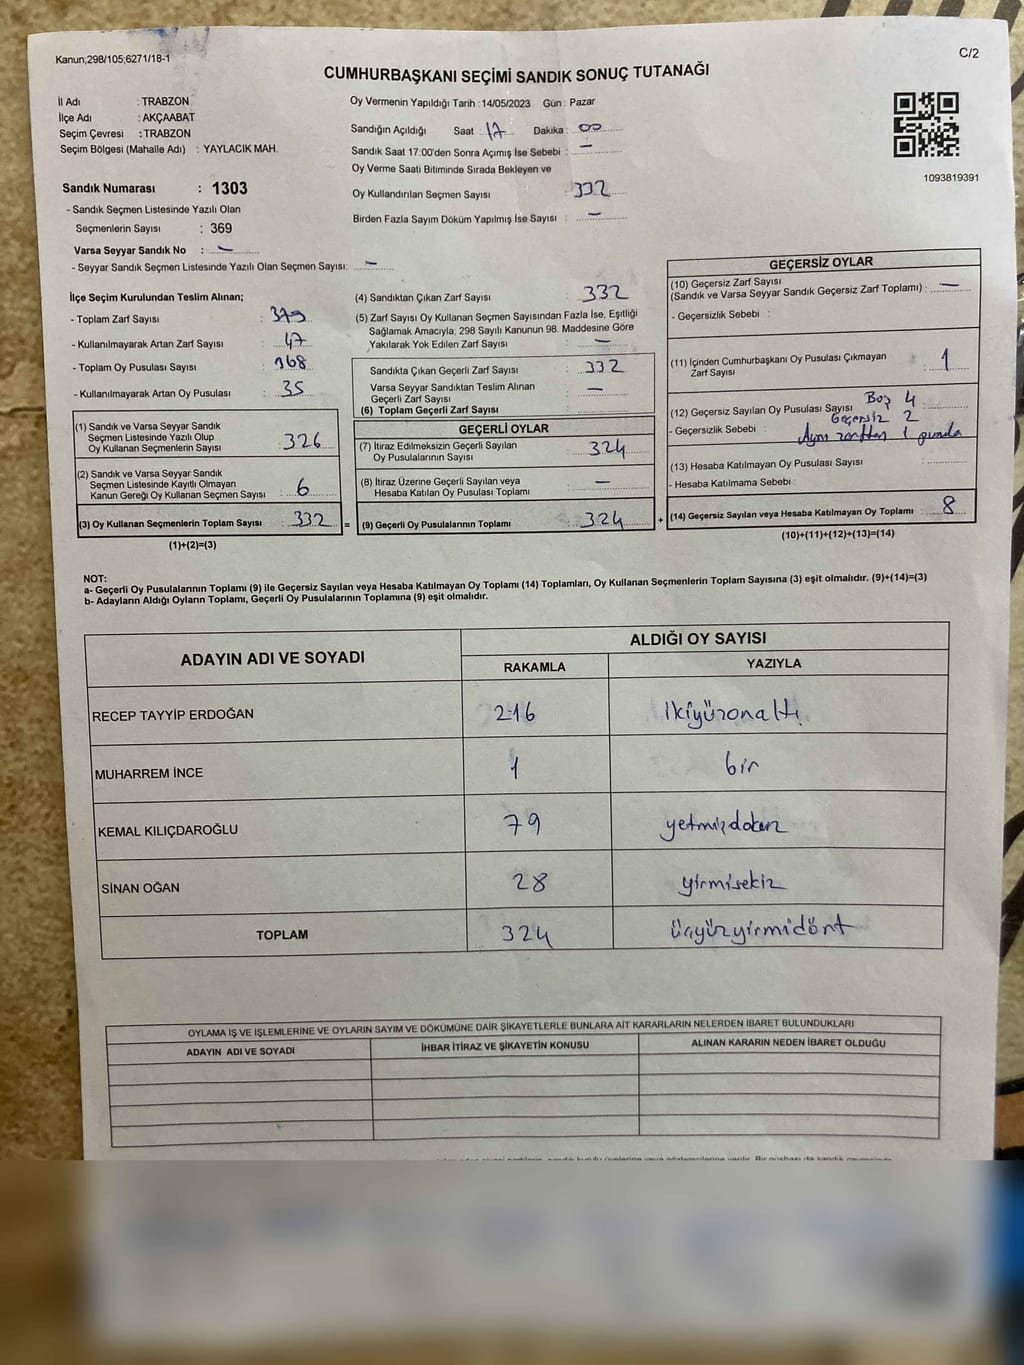 Kanun;298/105;6271/18-1
C/2
CUMHURBAŞKANI SEÇİMİ SANDIK SONUÇ TUTANAĞI
İl Adı : TRABZON
İlçe Adı : AKÇAABAT
Seçim Çevresi : TRABZON
Seçim Bölgesi (Mahalle Adı) : YAYLACIK MAH.
Sandık Numarası : 1303
- Sandık Seçmen Listesinde Yazılı Olan
Seçmenlerin Sayısı : 369
Varsa Seyyar Sandık No : —
- Seyyar Sandık Seçmen Listesinde Yazılı Olan Seçmen Sayısı: —
Oy Vermenin Yapıldığı Tarih : 14/05/2023 Gün : Pazar
Sandığın Açıldığı Saat : 17 Dakika : 00
Sandık Saat 17:00'den Sonra Açımış İse Sebebi : —
Oy Verme Saati Bitiminde Sırada Bekleyen ve
Oy Kullandırılan Seçmen Sayısı : 332
Birden Fazla Sayım Döküm Yapılmış İse Sayısı : —
1093819391
İlçe Seçim Kurulundan Teslim Alınan;
- Toplam Zarf Sayısı : 379
- Kullanılmayarak Artan Zarf Sayısı : 47
- Toplam Oy Pusulası Sayısı : 368
- Kullanılmayarak Artan Oy Pusulası : 35
(1) Sandık ve Varsa Seyyar Sandık
Seçmen Listesinde Yazılı Olup
Oy Kullanan Seçmenlerin Sayısı : 326
(2) Sandık ve Varsa Seyyar Sandık
Seçmen Listesinde Kayıtlı Olmayan
Kanun Gereği Oy Kullanan Seçmen Sayısı : 6
(3) Oy Kullanan Seçmenlerin Toplam Sayısı : 332 =
(1)+(2)=(3)
(4) Sandıktan Çıkan Zarf Sayısı : 332
(5) Zarf Sayısı Oy Kullanan Seçmen Sayısından Fazla İse, Eşitliği
Sağlamak Amacıyla; 298 Sayılı Kanunun 98. Maddesine Göre
Yakılarak Yok Edilen Zarf Sayısı : —
Sandıkta Çıkan Geçerli Zarf Sayısı : 332
Varsa Seyyar Sandıktan Teslim Alınan
Geçerli Zarf Sayısı : —
(6) Toplam Geçerli Zarf Sayısı :
GEÇERLİ OYLAR
(7) İtiraz Edilmeksizin Geçerli Sayılan
Oy Pusulalarının Sayısı : 324
(8) İtiraz Üzerine Geçerli Sayılan veya
Hesaba Katılan Oy Pusulası Toplamı : —
(9) Geçerli Oy Pusulalarının Toplamı : 324 +
GEÇERSİZ OYLAR
(10) Geçersiz Zarf Sayısı
(Sandık ve Varsa Seyyar Sandık Geçersiz Zarf Toplamı) : —
- Geçersizlik Sebebi :
(11) İçinden Cumhurbaşkanı Oy Pusulası Çıkmayan
Zarf Sayısı : 1
(12) Geçersiz Sayılan Oy Pusulası Sayısı : Boş 4
Geçersiz 2
- Geçersizlik Sebebi : Aynı zarftan 1 pusula
(13) Hesaba Katılmayan Oy Pusulası Sayısı :
- Hesaba Katılmama Sebebi :
(14) Geçersiz Sayılan veya Hesaba Katılmayan Oy Toplamı : 8
(10)+(11)+(12)+(13)=(14)
NOT:
a- Geçerli Oy Pusulalarının Toplamı (9) ile Geçersiz Sayılan veya Hesaba Katılmayan Oy Toplamı (14) Toplamları, Oy Kullanan Seçmenlerin Toplam Sayısına (3) eşit olmalıdır. (9)+(14)=(3)
b- Adayların Aldığı Oyların Toplamı, Geçerli Oy Pusulalarının Toplamına (9) eşit olmalıdır.
ADAYIN ADI VE SOYADI
ALDIĞI OY SAYISI
RAKAMLA YAZIYLA
RECEP TAYYİP ERDOĞAN 216 ikiyüzonaltı
MUHARREM İNCE 1 bir
KEMAL KILIÇDAROĞLU 79 yetmişdokuz
SİNAN OĞAN 28 yirmisekiz
TOPLAM 324 üçyüzyirmidört
OYLAMA İŞ VE İŞLEMLERİNE VE OYLARIN SAYIM VE DÖKÜMÜNE DAİR ŞİKAYETLERLE BUNLARA AİT KARARLARIN NELERDEN İBARET BULUNDUKLARI
ADAYIN ADI VE SOYADI İHBAR İTİRAZ VE ŞİKAYETİN KONUSU ALINAN KARARIN NEDEN İBARET OLDUĞU